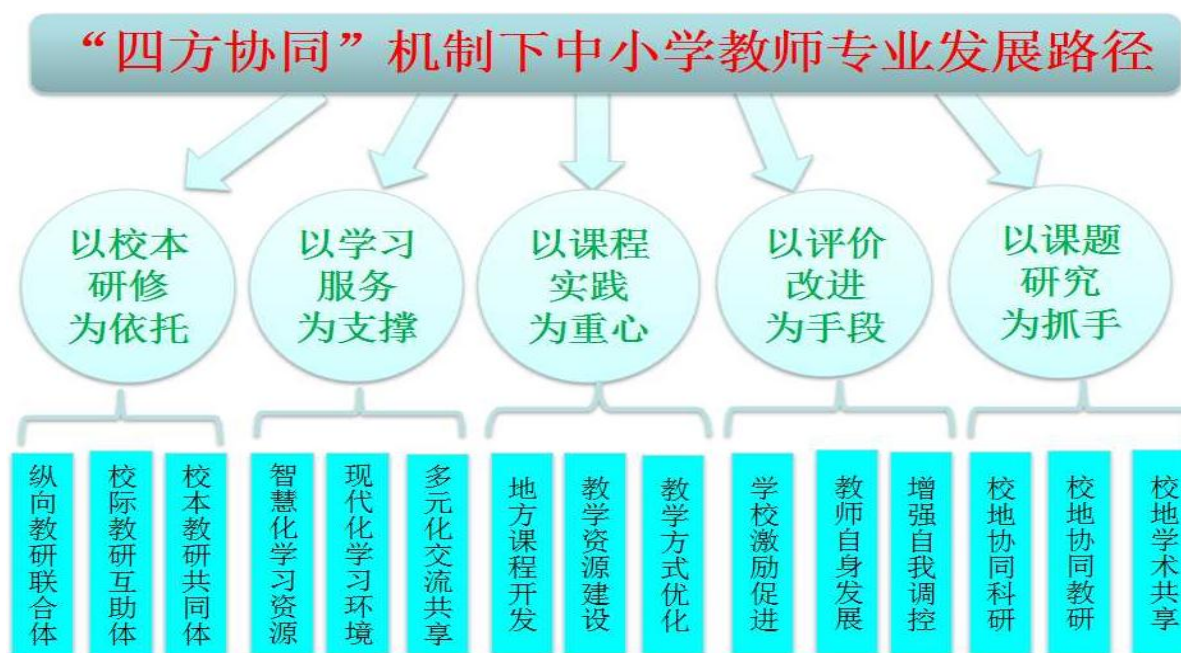 “四方协同”机制下中小学教师专业发展路径
以校本
研修
为依托
以学习
服务
为支撑
以课程
实践
为重心
以评价
改进
为手段
以课题
研究
为抓手
纵向教研联合体
校际教研互助体
校本教研共同体
智慧化学习资源
现代化学习环境
多元化交流共享
地方课程开发
教学资源建设
教学方式优化
学校激励促进
教师自身发展
增强自我调控
校地协同科研
校地协同教研
校地学术共享